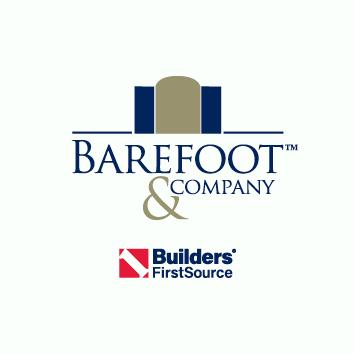 BAREFOOT™
& COMPANY
Builders®
FirstSource